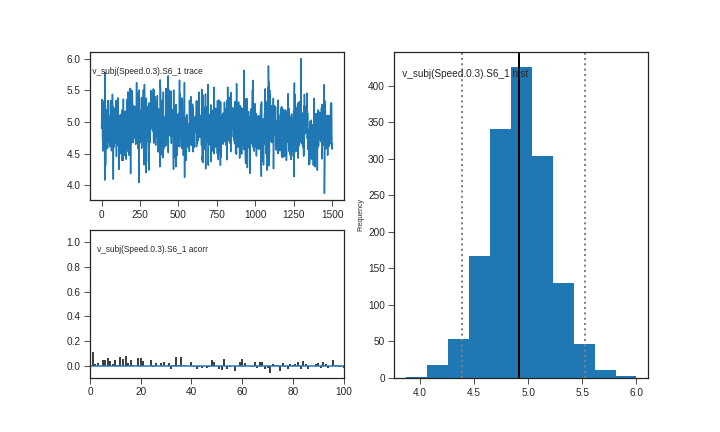 v_subj(Speed.0.3).S6_1 trace
6.0
5.5
5.0
4.5
4.0
0 250 500 750 1000 1250 1500
v_subj(Speed.0.3).S6_1 acorr
1.0
0.8
0.6
0.4
0.2
0.0
0 20 40 60 80 100
v_subj(Speed.0.3).S6_1 hist
Frequency
400
350
300
250
200
150
100
50
0
4.0 4.5 5.0 5.5 6.0